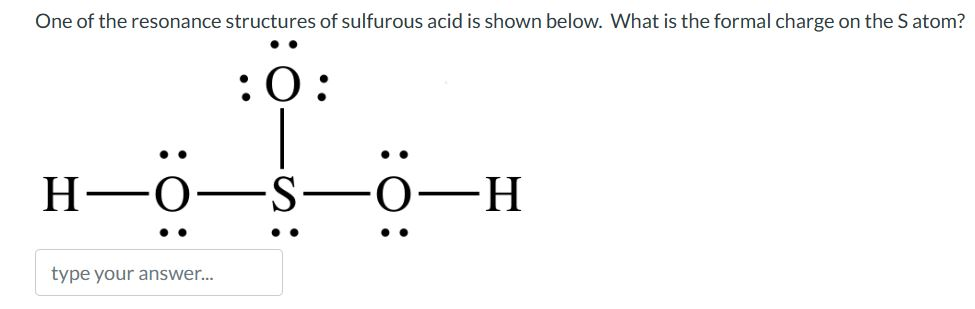 One of the resonance structures of sulfurous acid is shown below. What is the formal charge on the S atom?
:O:
H—O—S—O—H
type your answer...